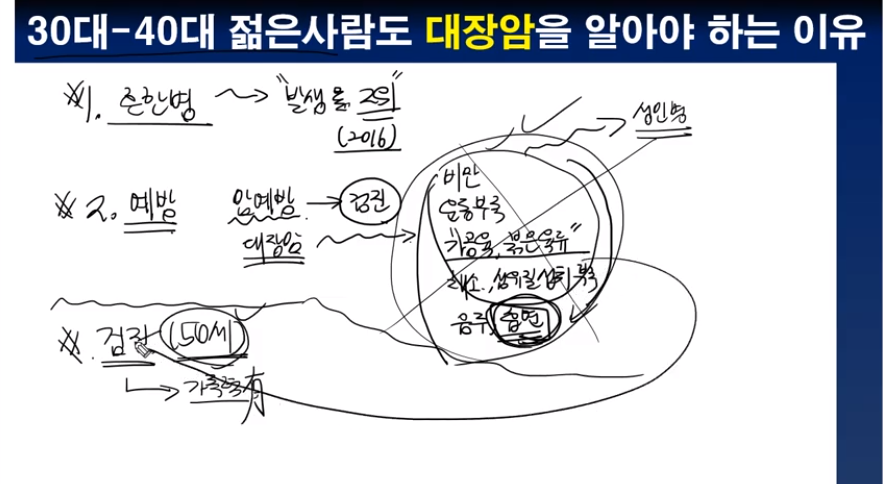 30대-40대 젊은사람도 대장암을 알아야 하는 이유
※1. 흔한병 "발생률 2위"
(2016)
성인병
※2. 예방 암예방 → 검진
대장암
비만
운동부족
"가공육, 붉은육류"
채소, 섬유질 섭취 부족
음주, 흡연
※. 검진 (50세)
→ 가족력 有